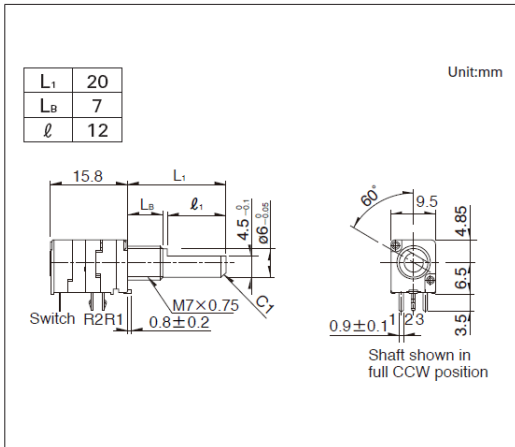 Unit:mm
L₁ 20
LB 7
ℓ 12
15.8
L₁
LB
ℓ₁
4.5 0 -0.1
ø6 0 -0.05
60°
9.5
4.85
6.5
3.5
M7×0.75
C1
Switch R2R1
0.8±0.2
0.9±0.1
1 2 3
Shaft shown in
full CCW position